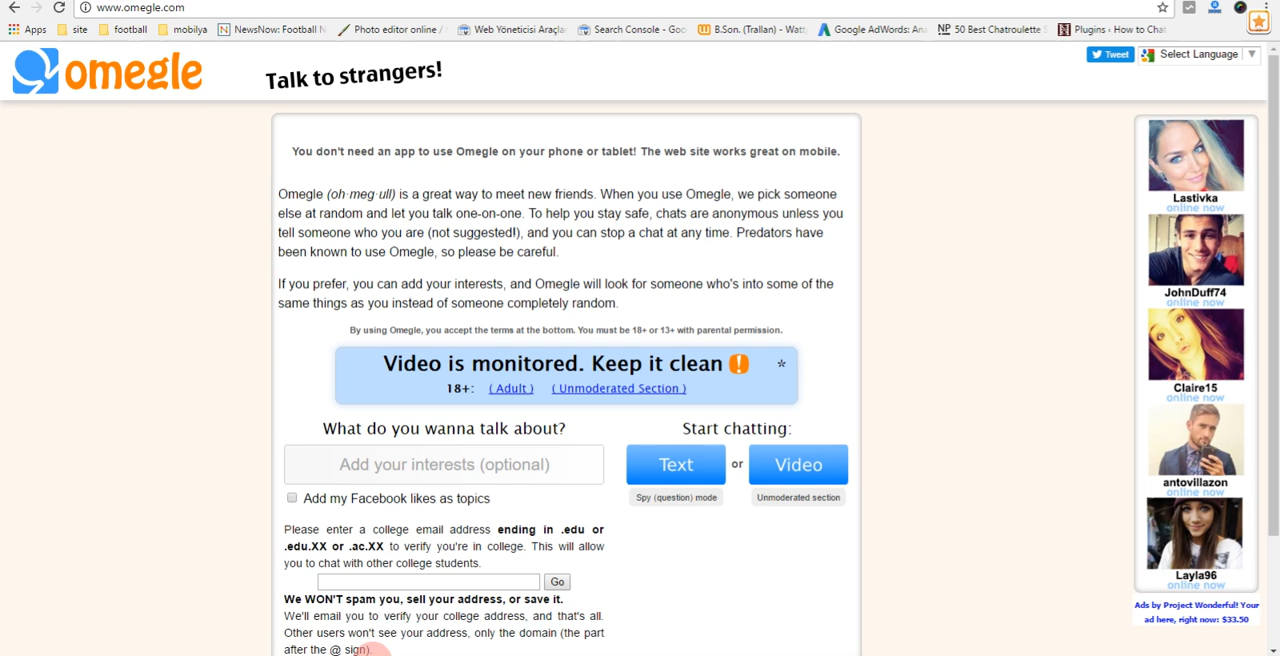 www.omegle.com
Apps site football mobilya NewsNow: Football N Photo editor online / Web Yöneticisi Araçla Search Console - Goo B.Son. (Trallan) - Watt Google AdWords: Ana 50 Best Chatroulette S Plugins ‹ How to Chat
omegle Talk to strangers! Tweet Select Language
You don't need an app to use Omegle on your phone or tablet! The web site works great on mobile.
Omegle (oh·meg·ull) is a great way to meet new friends. When you use Omegle, we pick someone
else at random and let you talk one-on-one. To help you stay safe, chats are anonymous unless you
tell someone who you are (not suggested!), and you can stop a chat at any time. Predators have
been known to use Omegle, so please be careful.
If you prefer, you can add your interests, and Omegle will look for someone who's into some of the
same things as you instead of someone completely random.
By using Omegle, you accept the terms at the bottom. You must be 18+ or 13+ with parental permission.
Video is monitored. Keep it clean ! *
18+: ( Adult ) ( Unmoderated Section )
What do you wanna talk about?
Add your interests (optional)
Add my Facebook likes as topics
Start chatting:
Text or Video
Spy (question) mode Unmoderated section
Please enter a college email address ending in .edu or
.edu.XX or .ac.XX to verify you're in college. This will allow
you to chat with other college students.
Go
We WON'T spam you, sell your address, or save it.
We'll email you to verify your college address, and that's all.
Other users won't see your address, only the domain (the part
after the @ sign).
Lastivka
online now
JohnDuff74
online now
Claire15
online now
antovillazon
online now
Layla96
online now
Ads by Project Wonderful! Your
ad here, right now: $33.50